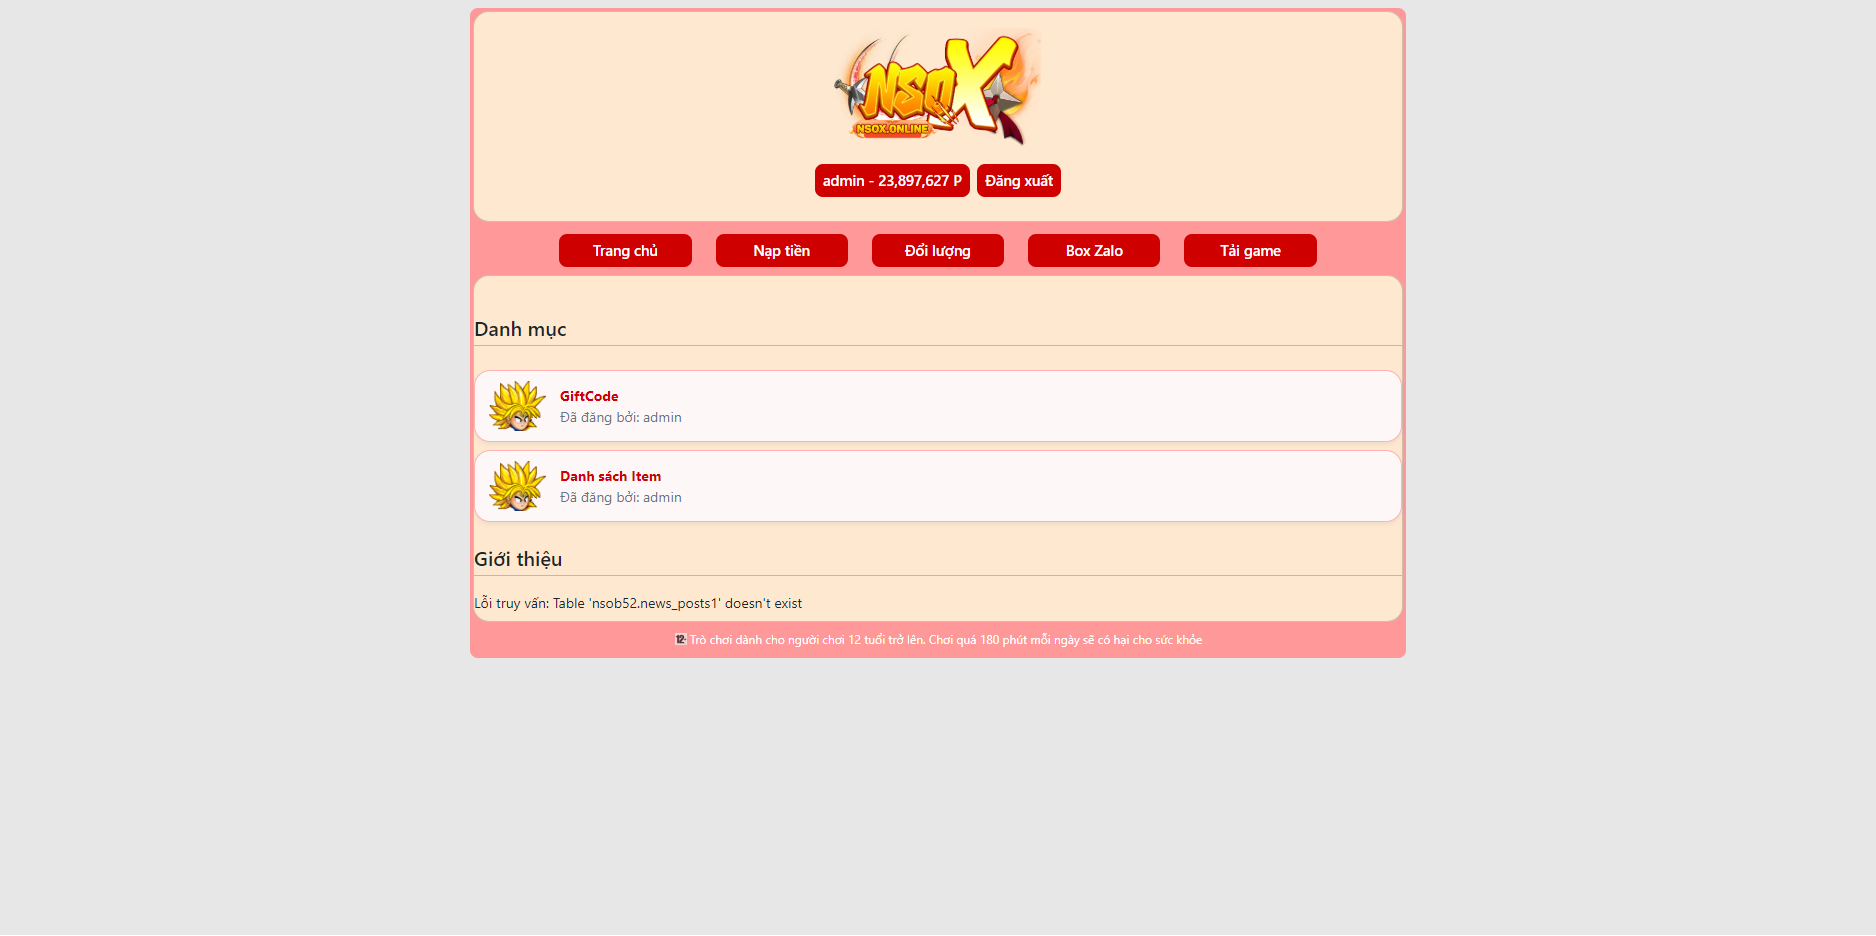 NSOX
NSOX.ONLINE
admin - 23,897,627 P Đăng xuất
Trang chủ Nạp tiền Đổi lượng Box Zalo Tải game
Danh mục
GiftCode
Đã đăng bởi: admin
Danh sách Item
Đã đăng bởi: admin
Giới thiệu
Lỗi truy vấn: Table 'nsob52.news_posts1' doesn't exist
12 Trò chơi dành cho người chơi 12 tuổi trở lên. Chơi quá 180 phút mỗi ngày sẽ có hại cho sức khỏe